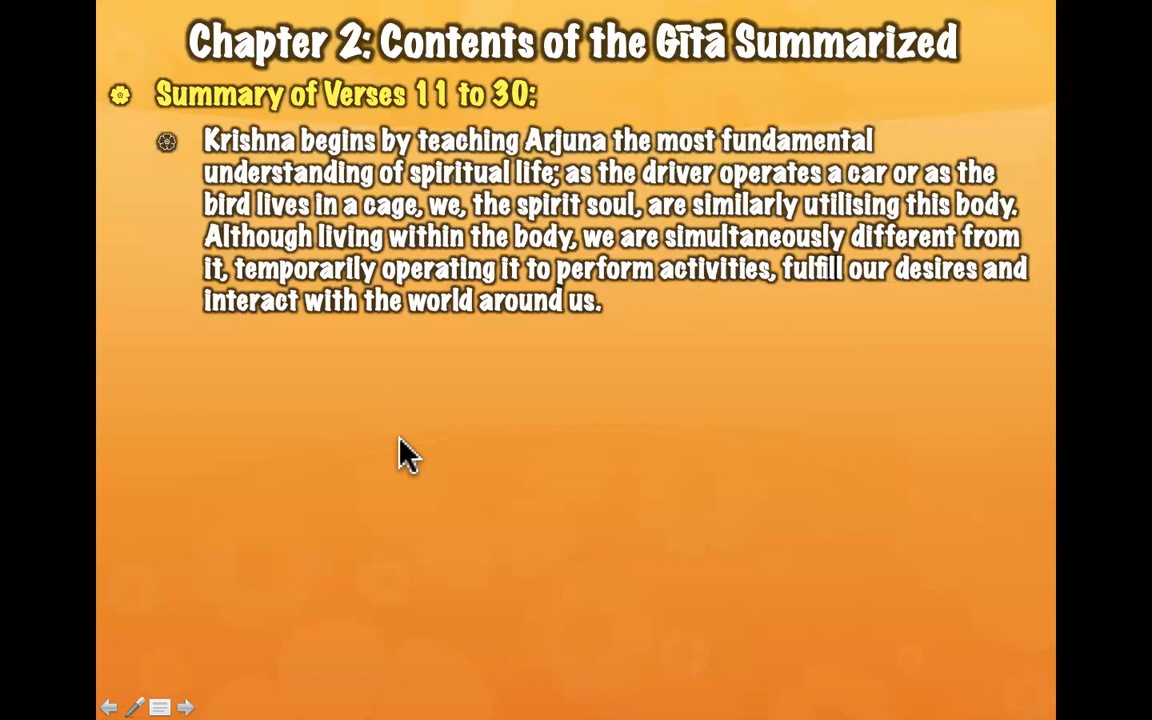 Chapter 2: Contents of the Gītā Summarized
Summary of Verses 11 to 30:
Krishna begins by teaching Arjuna the most fundamental
understanding of spiritual life; as the driver operates a car or as the
bird lives in a cage, we, the spirit soul, are similarly utilising this body.
Although living within the body, we are simultaneously different from
it, temporarily operating it to perform activities, fulfill our desires and
interact with the world around us.